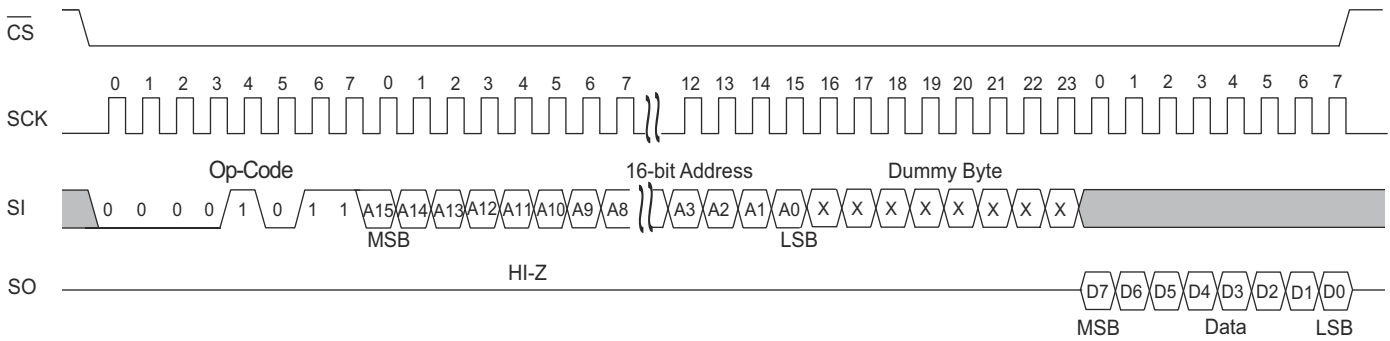 CS
0 1 2 3 4 5 6 7 0 1 2 3 4 5 6 7 12 13 14 15 16 17 18 19 20 21 22 23 0 1 2 3 4 5 6 7
SCK
Op-Code 16-bit Address Dummy Byte
SI 0 0 0 0 1 0 1 1 A15 A14 A13 A12 A11 A10 A9 A8 A3 A2 A1 A0 X X X X X X X X
MSB LSB
HI-Z
SO D7 D6 D5 D4 D3 D2 D1 D0
MSB Data LSB